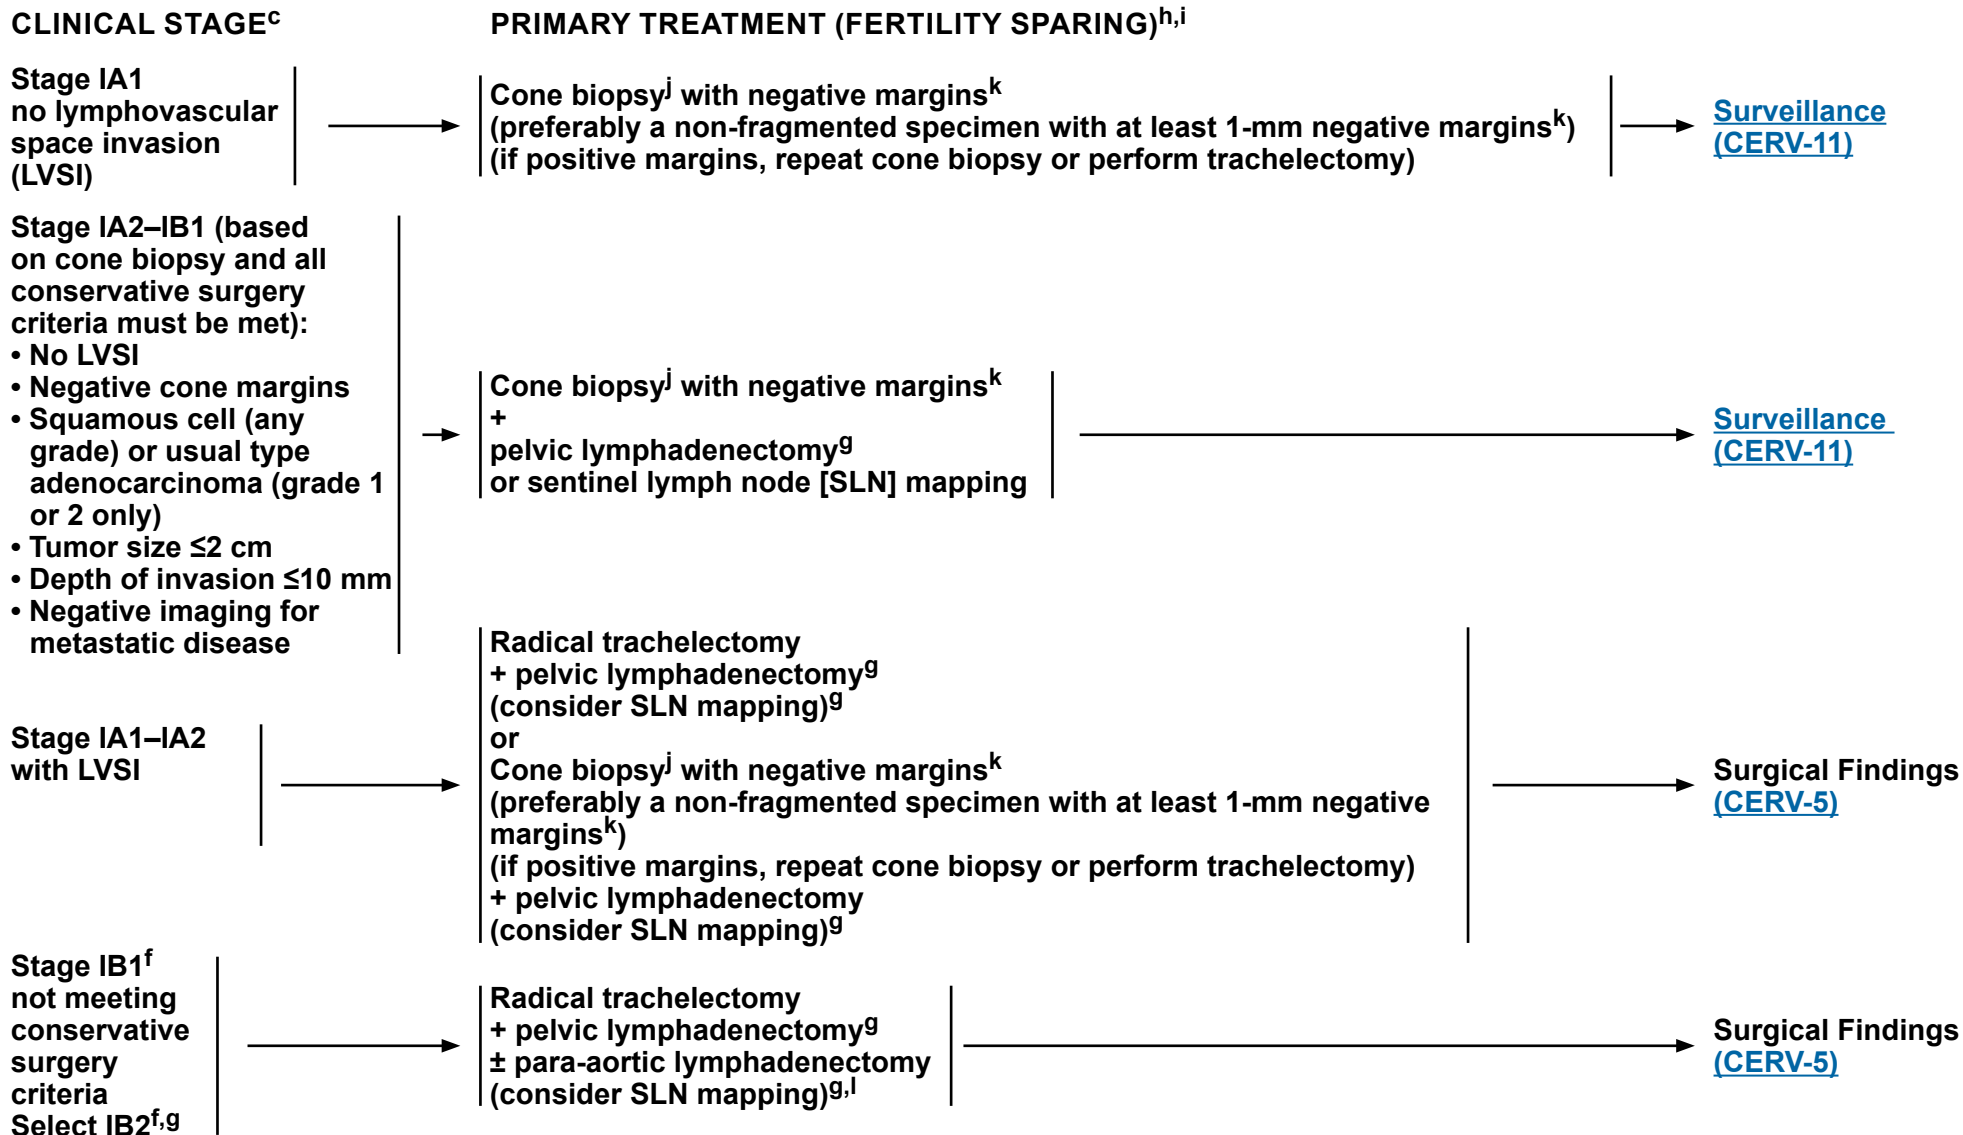 CLINICAL STAGEc
PRIMARY TREATMENT (FERTILITY SPARING)h,i
Stage IA1
no lymphovascular
space invasion
(LVSI)
Cone biopsyj with negative marginsk
(preferably a non-fragmented specimen with at least 1-mm negative marginsk)
(if positive margins, repeat cone biopsy or perform trachelectomy)
Surveillance
(CERV-11)
Stage IA2–IB1 (based
on cone biopsy and all
conservative surgery
criteria must be met):
• No LVSI
• Negative cone margins
• Squamous cell (any
grade) or usual type
adenocarcinoma (grade 1
or 2 only)
• Tumor size ≤2 cm
• Depth of invasion ≤10 mm
• Negative imaging for
metastatic disease
Cone biopsyj with negative marginsk
+
pelvic lymphadenectomyg
or sentinel lymph node [SLN] mapping
Surveillance
(CERV-11)
Stage IA1–IA2
with LVSI
Radical trachelectomy
+ pelvic lymphadenectomyg
(consider SLN mapping)g
or
Cone biopsyj with negative marginsk
(preferably a non-fragmented specimen with at least 1-mm negative
marginsk)
(if positive margins, repeat cone biopsy or perform trachelectomy)
+ pelvic lymphadenectomy
(consider SLN mapping)g
Surgical Findings
(CERV-5)
Stage IB1f
not meeting
conservative
surgery
criteria
Select IB2f,g
Radical trachelectomy
+ pelvic lymphadenectomyg
± para-aortic lymphadenectomy
(consider SLN mapping)g,l
Surgical Findings
(CERV-5)